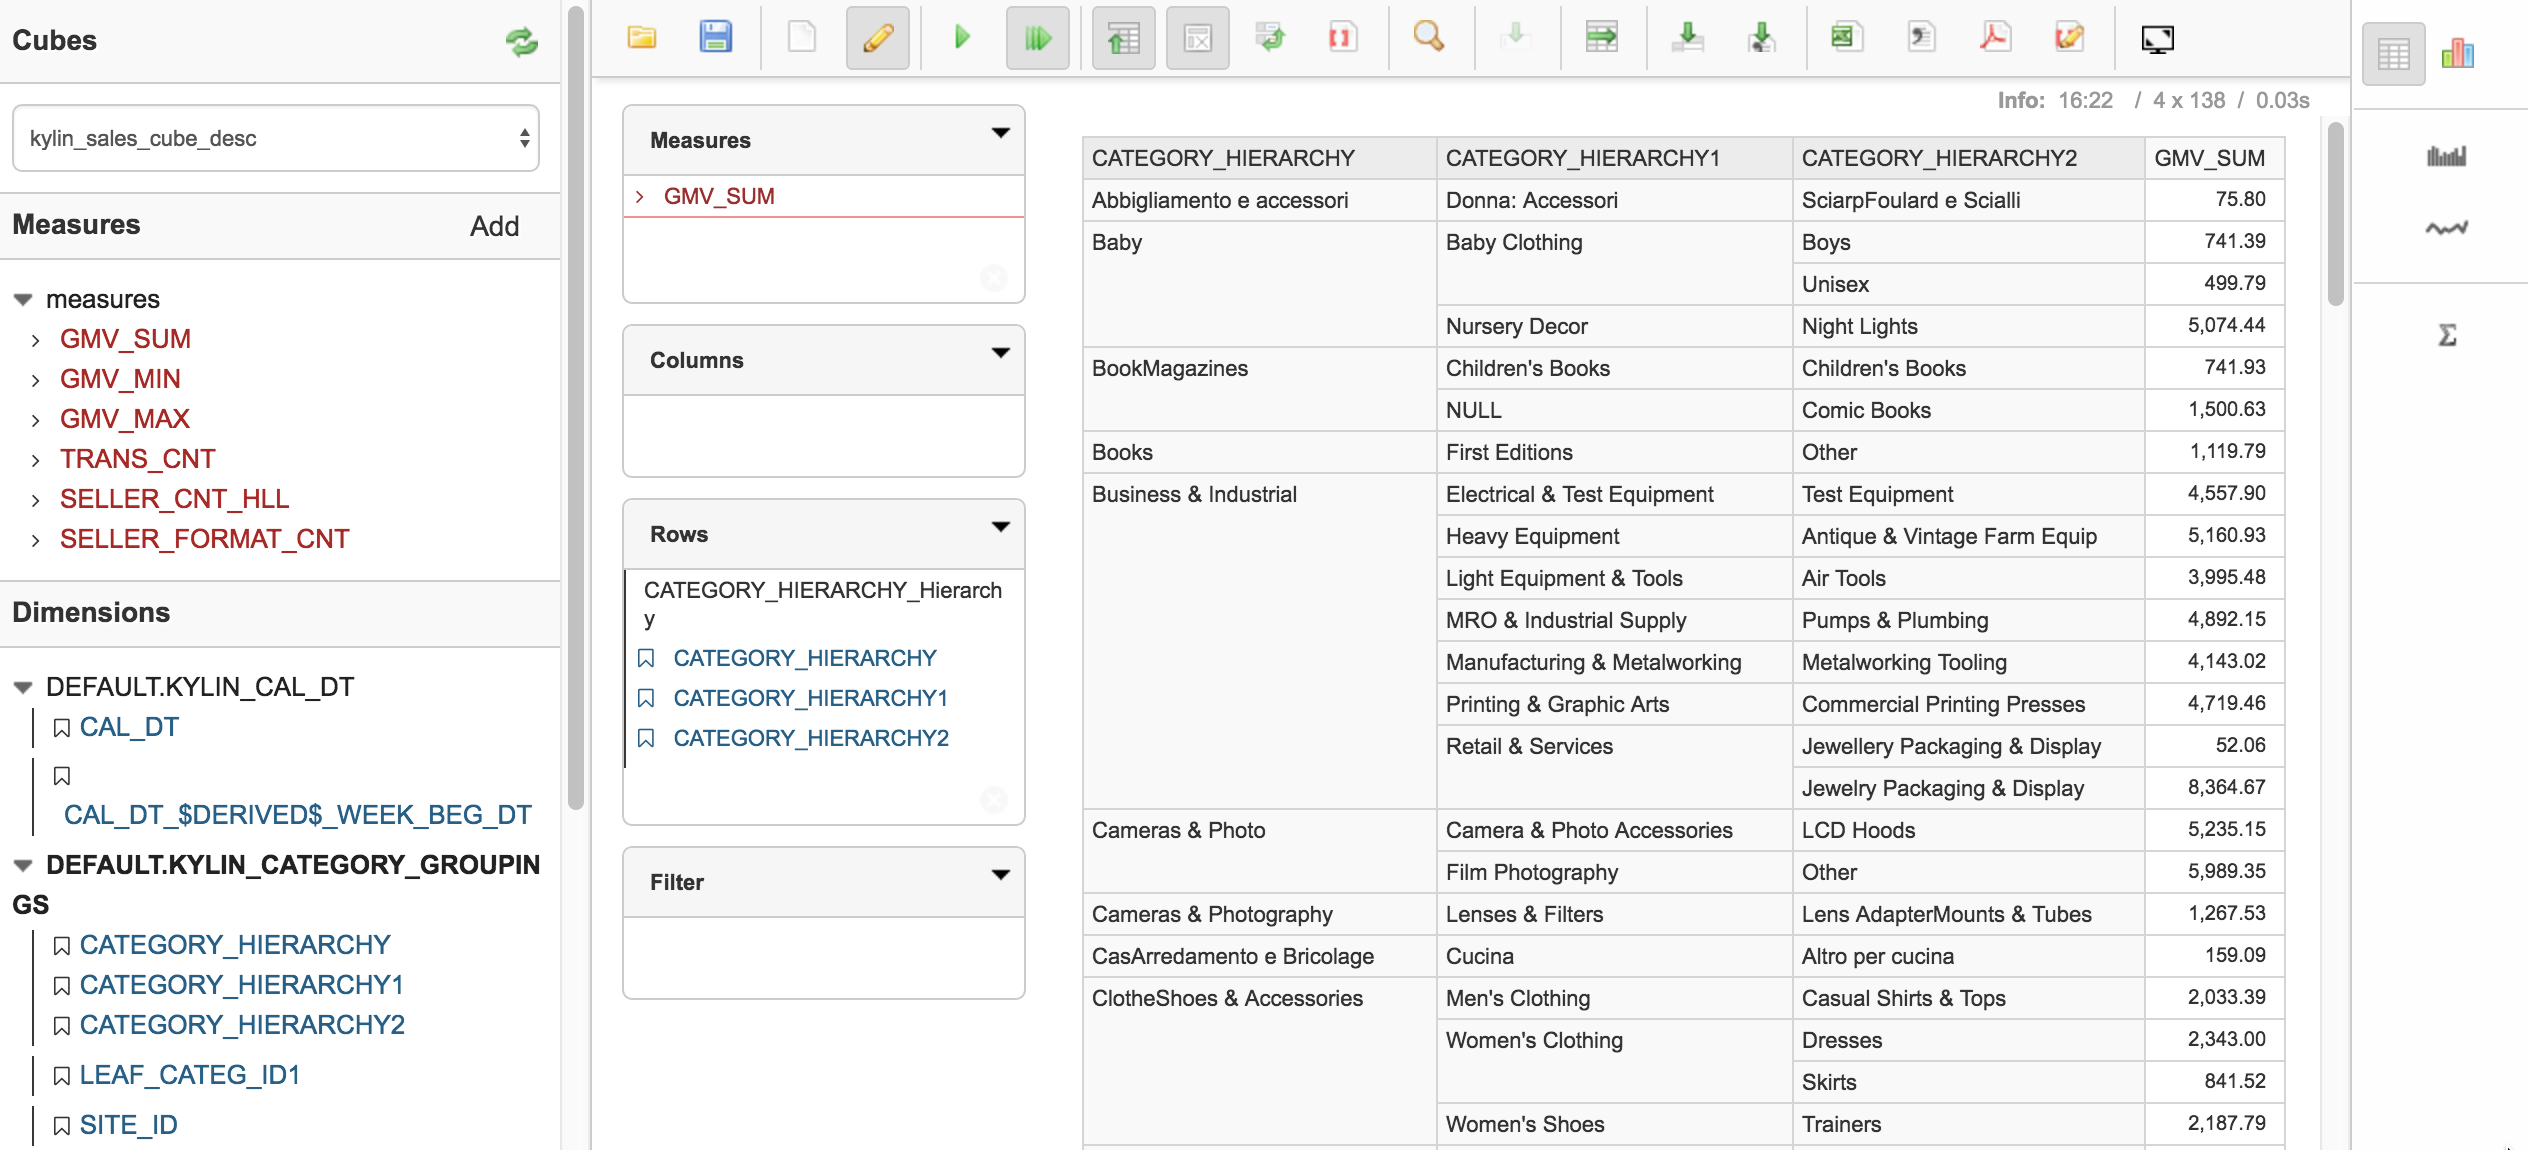 Cubes
kylin_sales_cube_desc
Measures Add
measures
GMV_SUM
GMV_MIN
GMV_MAX
TRANS_CNT
SELLER_CNT_HLL
SELLER_FORMAT_CNT
Dimensions
DEFAULT.KYLIN_CAL_DT
CAL_DT
CAL_DT_$DERIVED$_WEEK_BEG_DT
DEFAULT.KYLIN_CATEGORY_GROUPIN
GS
CATEGORY_HIERARCHY
CATEGORY_HIERARCHY1
CATEGORY_HIERARCHY2
LEAF_CATEG_ID1
SITE_ID
Measures
GMV_SUM
Columns
Rows
CATEGORY_HIERARCHY_Hierarch
y
CATEGORY_HIERARCHY
CATEGORY_HIERARCHY1
CATEGORY_HIERARCHY2
Filter
Info: 16:22 / 4 x 138 / 0.03s
CATEGORY_HIERARCHY CATEGORY_HIERARCHY1 CATEGORY_HIERARCHY2 GMV_SUM
Abbigliamento e accessori Donna: Accessori SciarpFoulard e Scialli 75.80
Baby Baby Clothing Boys 741.39
Unisex 499.79
Nursery Decor Night Lights 5,074.44
BookMagazines Children's Books Children's Books 741.93
NULL Comic Books 1,500.63
Books First Editions Other 1,119.79
Business & Industrial Electrical & Test Equipment Test Equipment 4,557.90
Heavy Equipment Antique & Vintage Farm Equip 5,160.93
Light Equipment & Tools Air Tools 3,995.48
MRO & Industrial Supply Pumps & Plumbing 4,892.15
Manufacturing & Metalworking Metalworking Tooling 4,143.02
Printing & Graphic Arts Commercial Printing Presses 4,719.46
Retail & Services Jewellery Packaging & Display 52.06
Jewelry Packaging & Display 8,364.67
Cameras & Photo Camera & Photo Accessories LCD Hoods 5,235.15
Film Photography Other 5,989.35
Cameras & Photography Lenses & Filters Lens AdapterMounts & Tubes 1,267.53
CasArredamento e Bricolage Cucina Altro per cucina 159.09
ClotheShoes & Accessories Men's Clothing Casual Shirts & Tops 2,033.39
Women's Clothing Dresses 2,343.00
Skirts 841.52
Women's Shoes Trainers 2,187.79
Σ